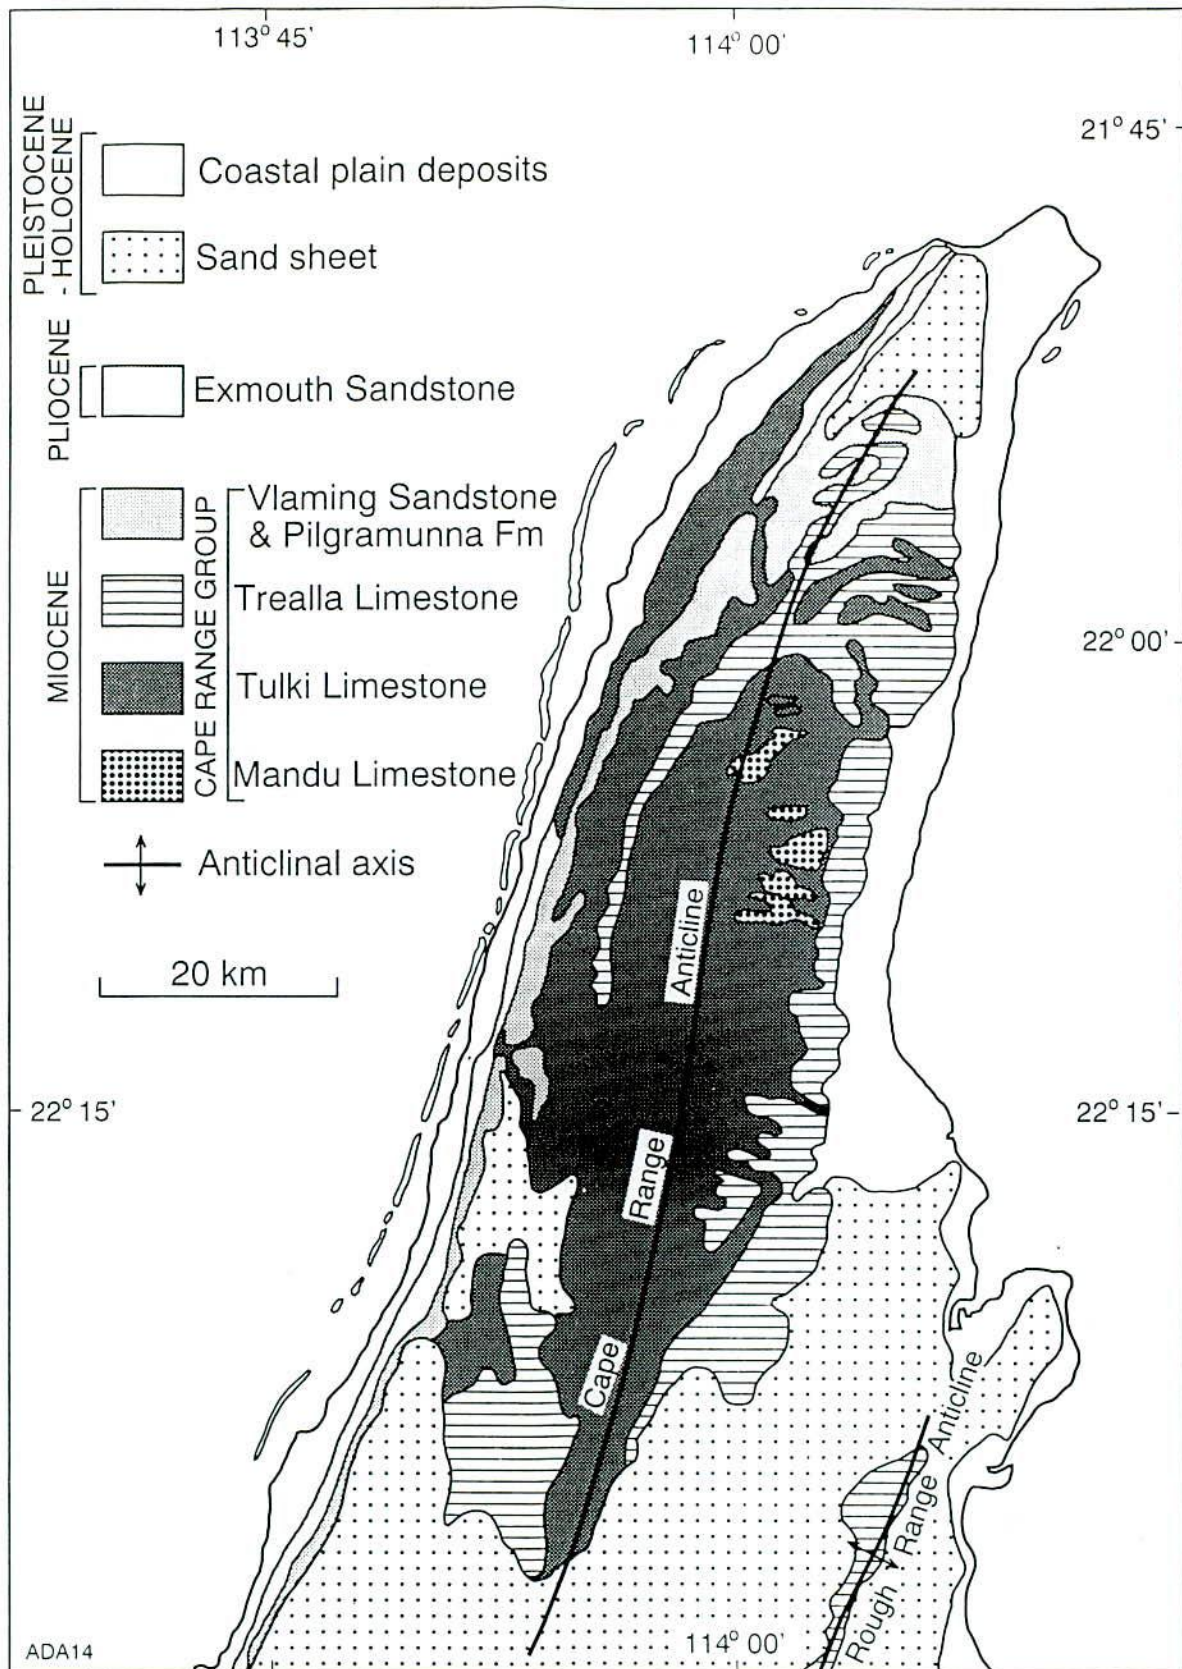 113° 45'
114° 00'
21° 45'
PLEISTOCENE
- HOLOCENE
Coastal plain deposits
Sand sheet
PLIOCENE
Exmouth Sandstone
MIOCENE
CAPE RANGE GROUP
Vlaming Sandstone
& Pilgramunna Fm
Trealla Limestone
Tulki Limestone
Mandu Limestone
Anticlinal axis
20 km
22° 00'
22° 15'
22° 15'
Cape Range Anticline
Rough Range Anticline
114° 00'
ADA14